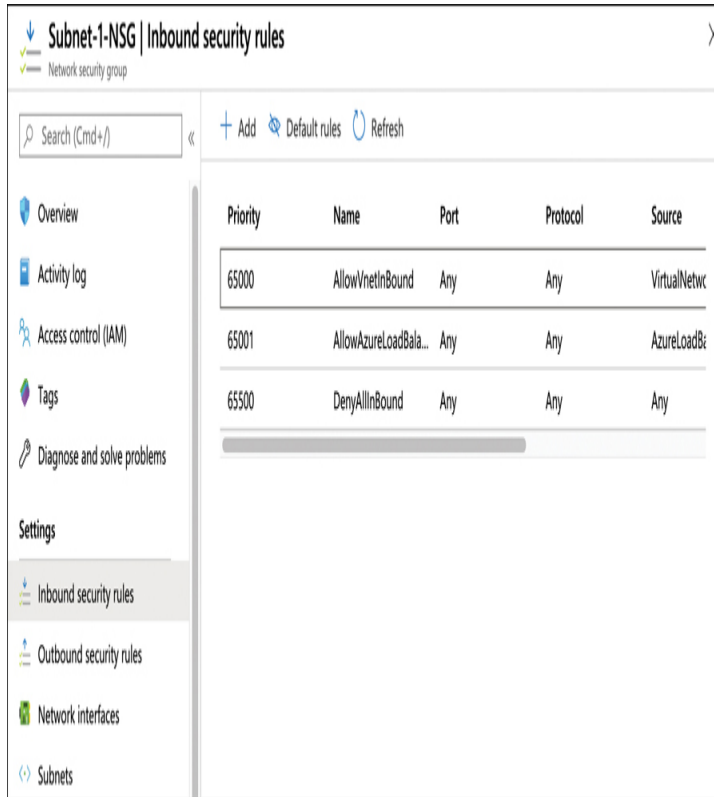 Subnet-1-NSG | Inbound security rules
Network security group
Search (Cmd+/)
«
Add Default rules Refresh
Overview
Activity log
Access control (IAM)
Tags
Diagnose and solve problems
Settings
Inbound security rules
Outbound security rules
Network interfaces
Subnets
Priority Name Port Protocol Source
65000 AllowVnetInBound Any Any VirtualNetwo
65001 AllowAzureLoadBala... Any Any AzureLoadBa
65500 DenyAllInBound Any Any Any